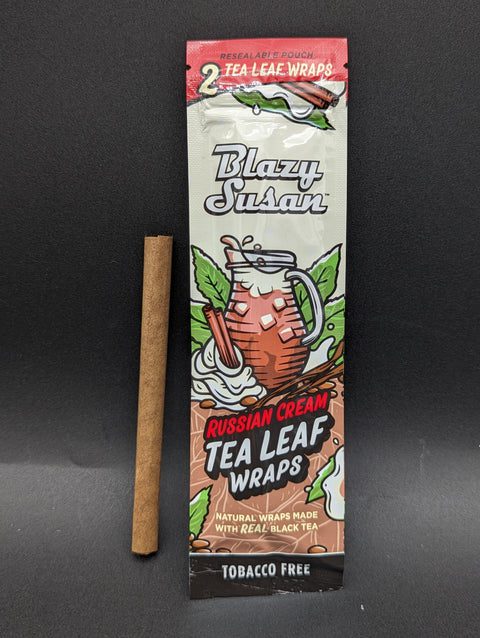 RESEALABLE POUCH
2 TEA LEAF WRAPS
Blazy
Susan™
RUSSIAN CREAM
TEA LEAF
WRAPS
NATURAL WRAPS MADE
WITH REAL BLACK TEA
TOBACCO FREE